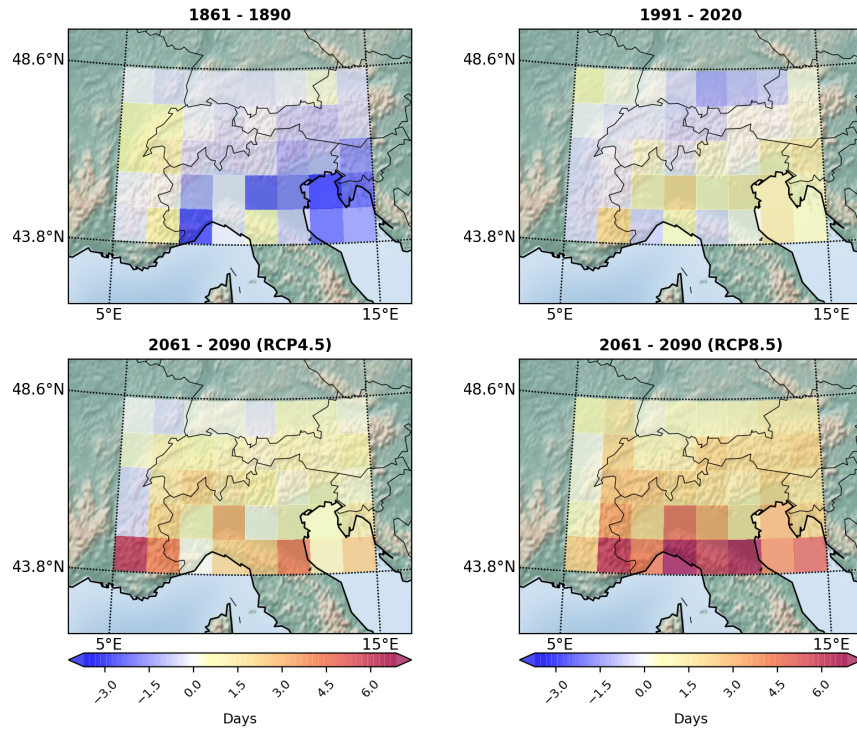 1861 - 1890
1991 - 2020
48.6°N
43.8°N
5°E
15°E
48.6°N
43.8°N
5°E
15°E
2061 - 2090 (RCP4.5)
2061 - 2090 (RCP8.5)
48.6°N
43.8°N
5°E
15°E
48.6°N
43.8°N
5°E
15°E
−3.0
−1.5
0.0
1.5
3.0
4.5
6.0
Days
−3.0
−1.5
0.0
1.5
3.0
4.5
6.0
Days